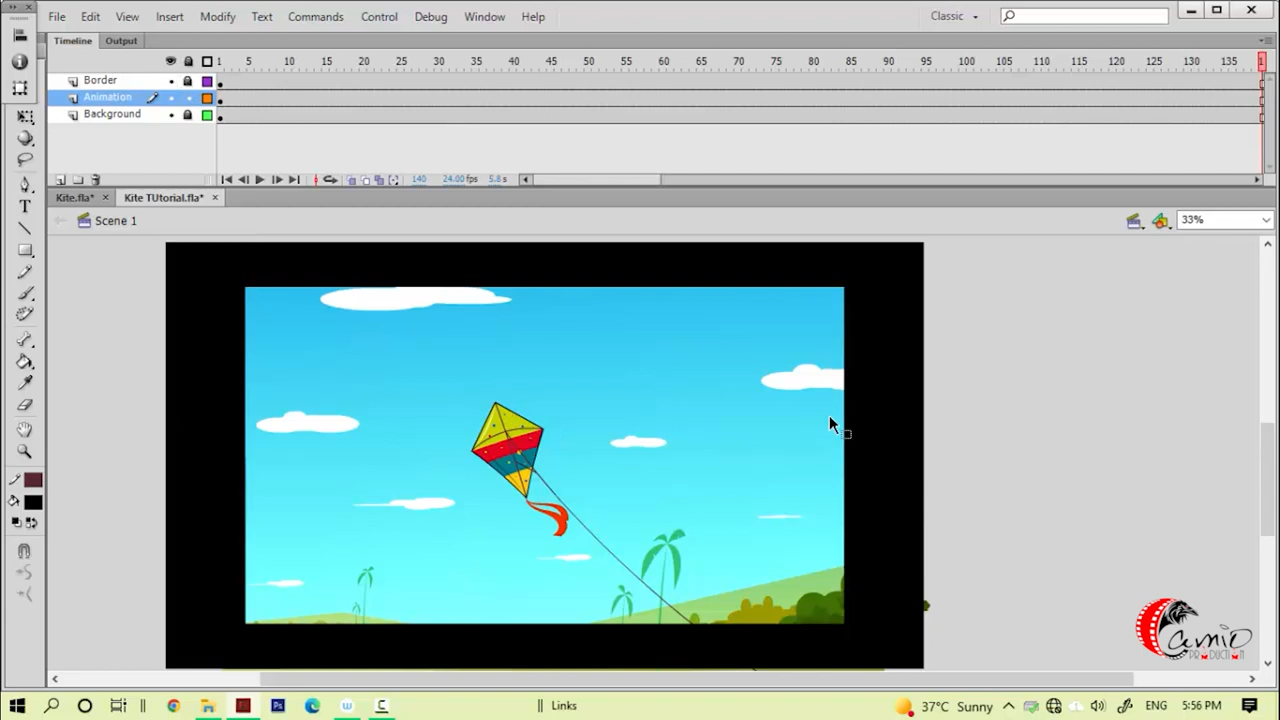 File Edit View Insert Modify Text Commands Control Debug Window Help
Classic
Timeline Output
1 5 10 15 20 25 30 35 40 45 50 55 60 65 70 75 80 85 90 95 100 105 110 115 120 125 130 135 1
Border
Animation
Background
140 24.00fps 5.8 s
Kite.fla* Kite TUtorial.fla*
Scene 1
33%
PRODUCTION
Links
37°C Sunny
ENG
5:56 PM